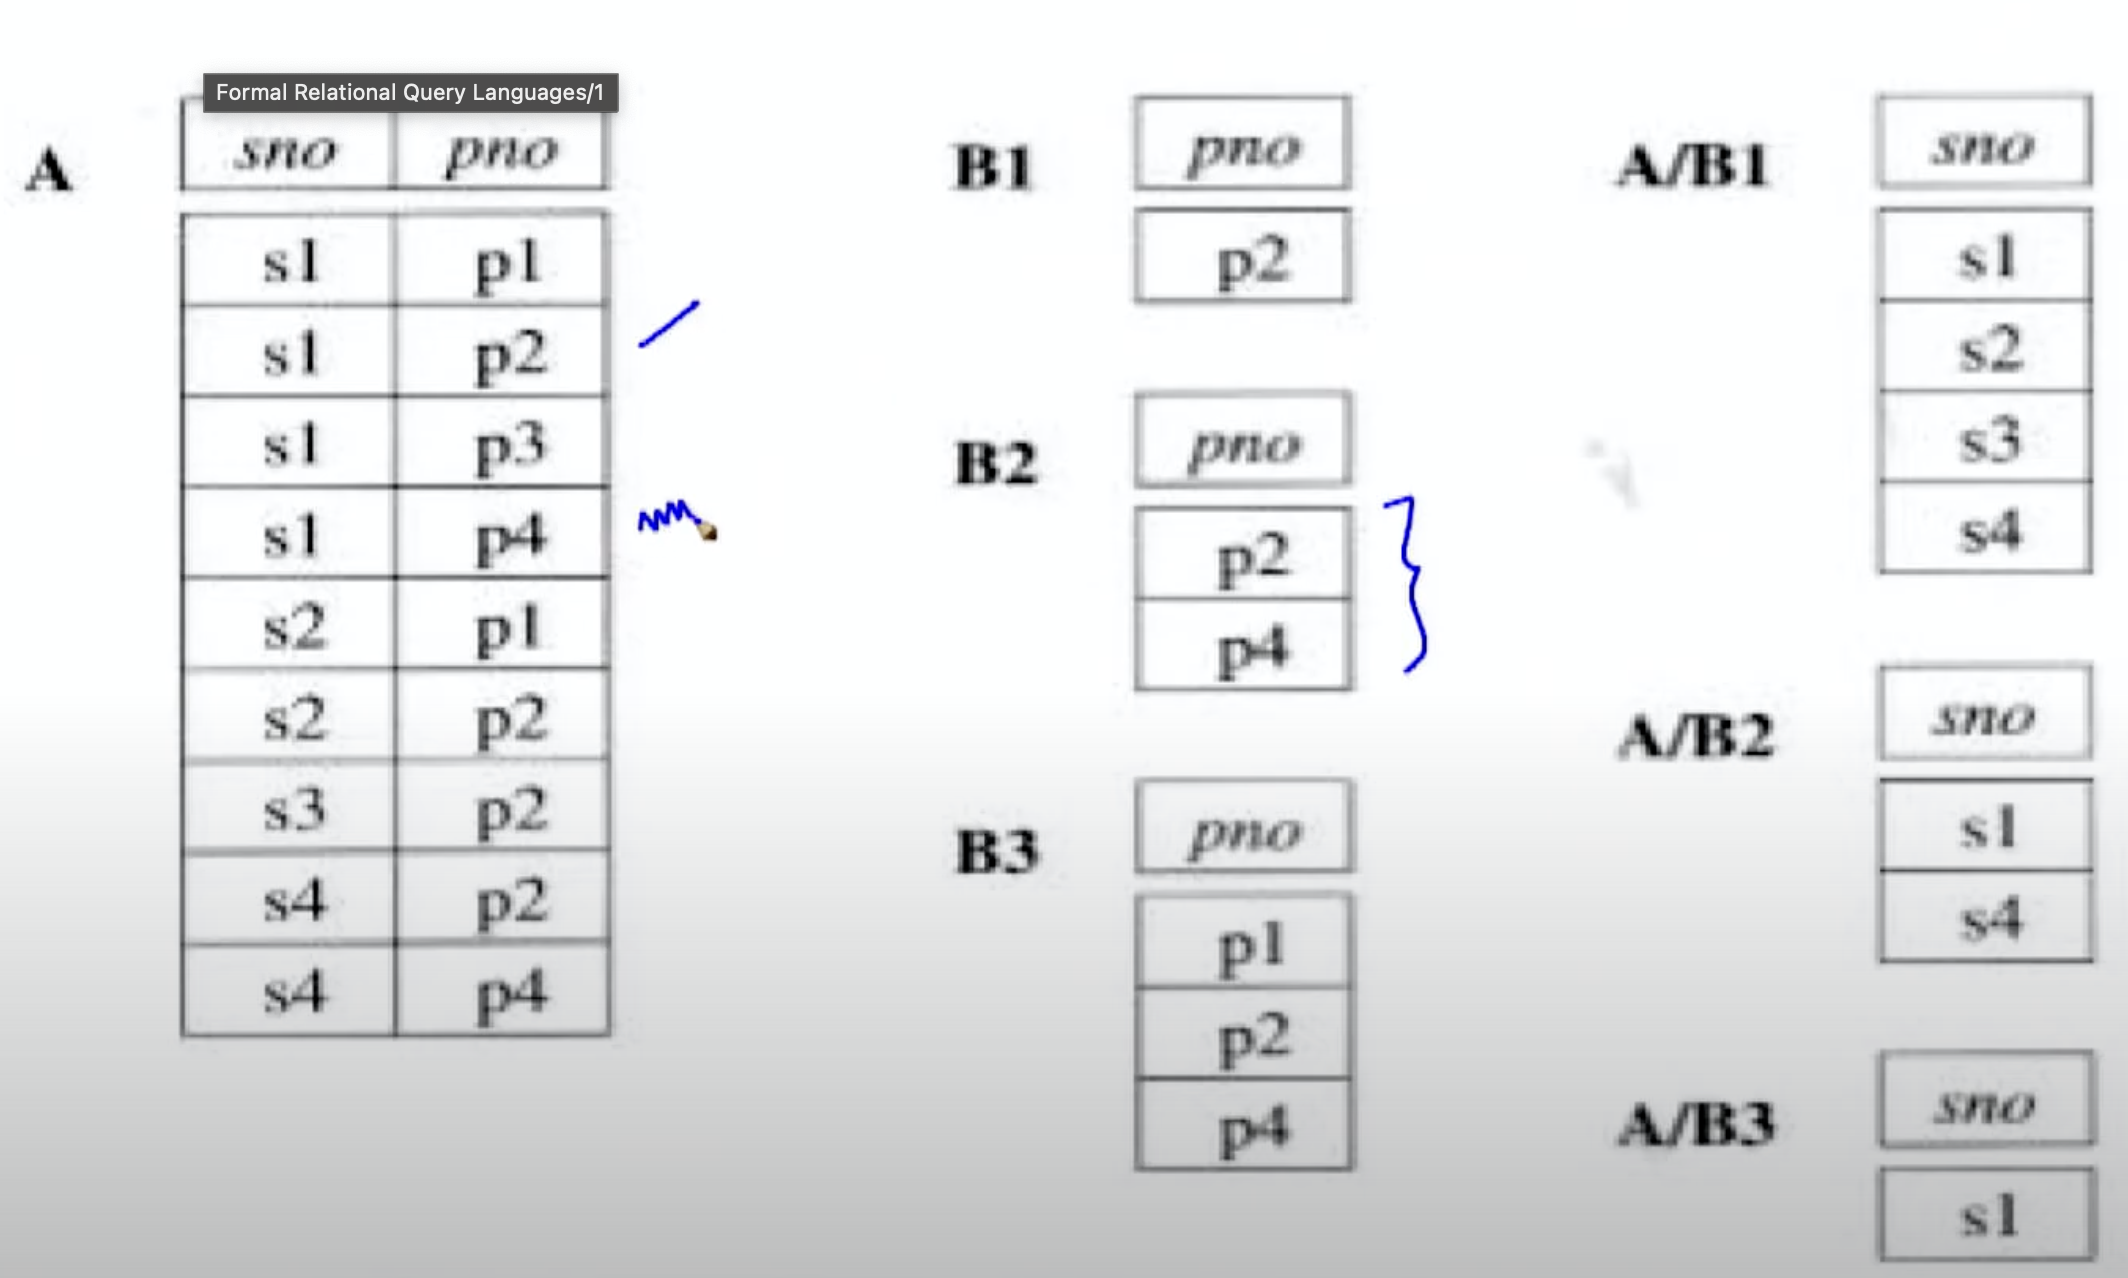 Formal Relational Query Languages/1
A
sno pno
s1 p1
s1 p2
s1 p3
s1 p4
s2 p1
s2 p2
s3 p2
s4 p2
s4 p4
B1
pno
p2
B2
pno
p2
p4
B3
pno
p1
p2
p4
A/B1
sno
s1
s2
s3
s4
A/B2
sno
s1
s4
A/B3
sno
s1